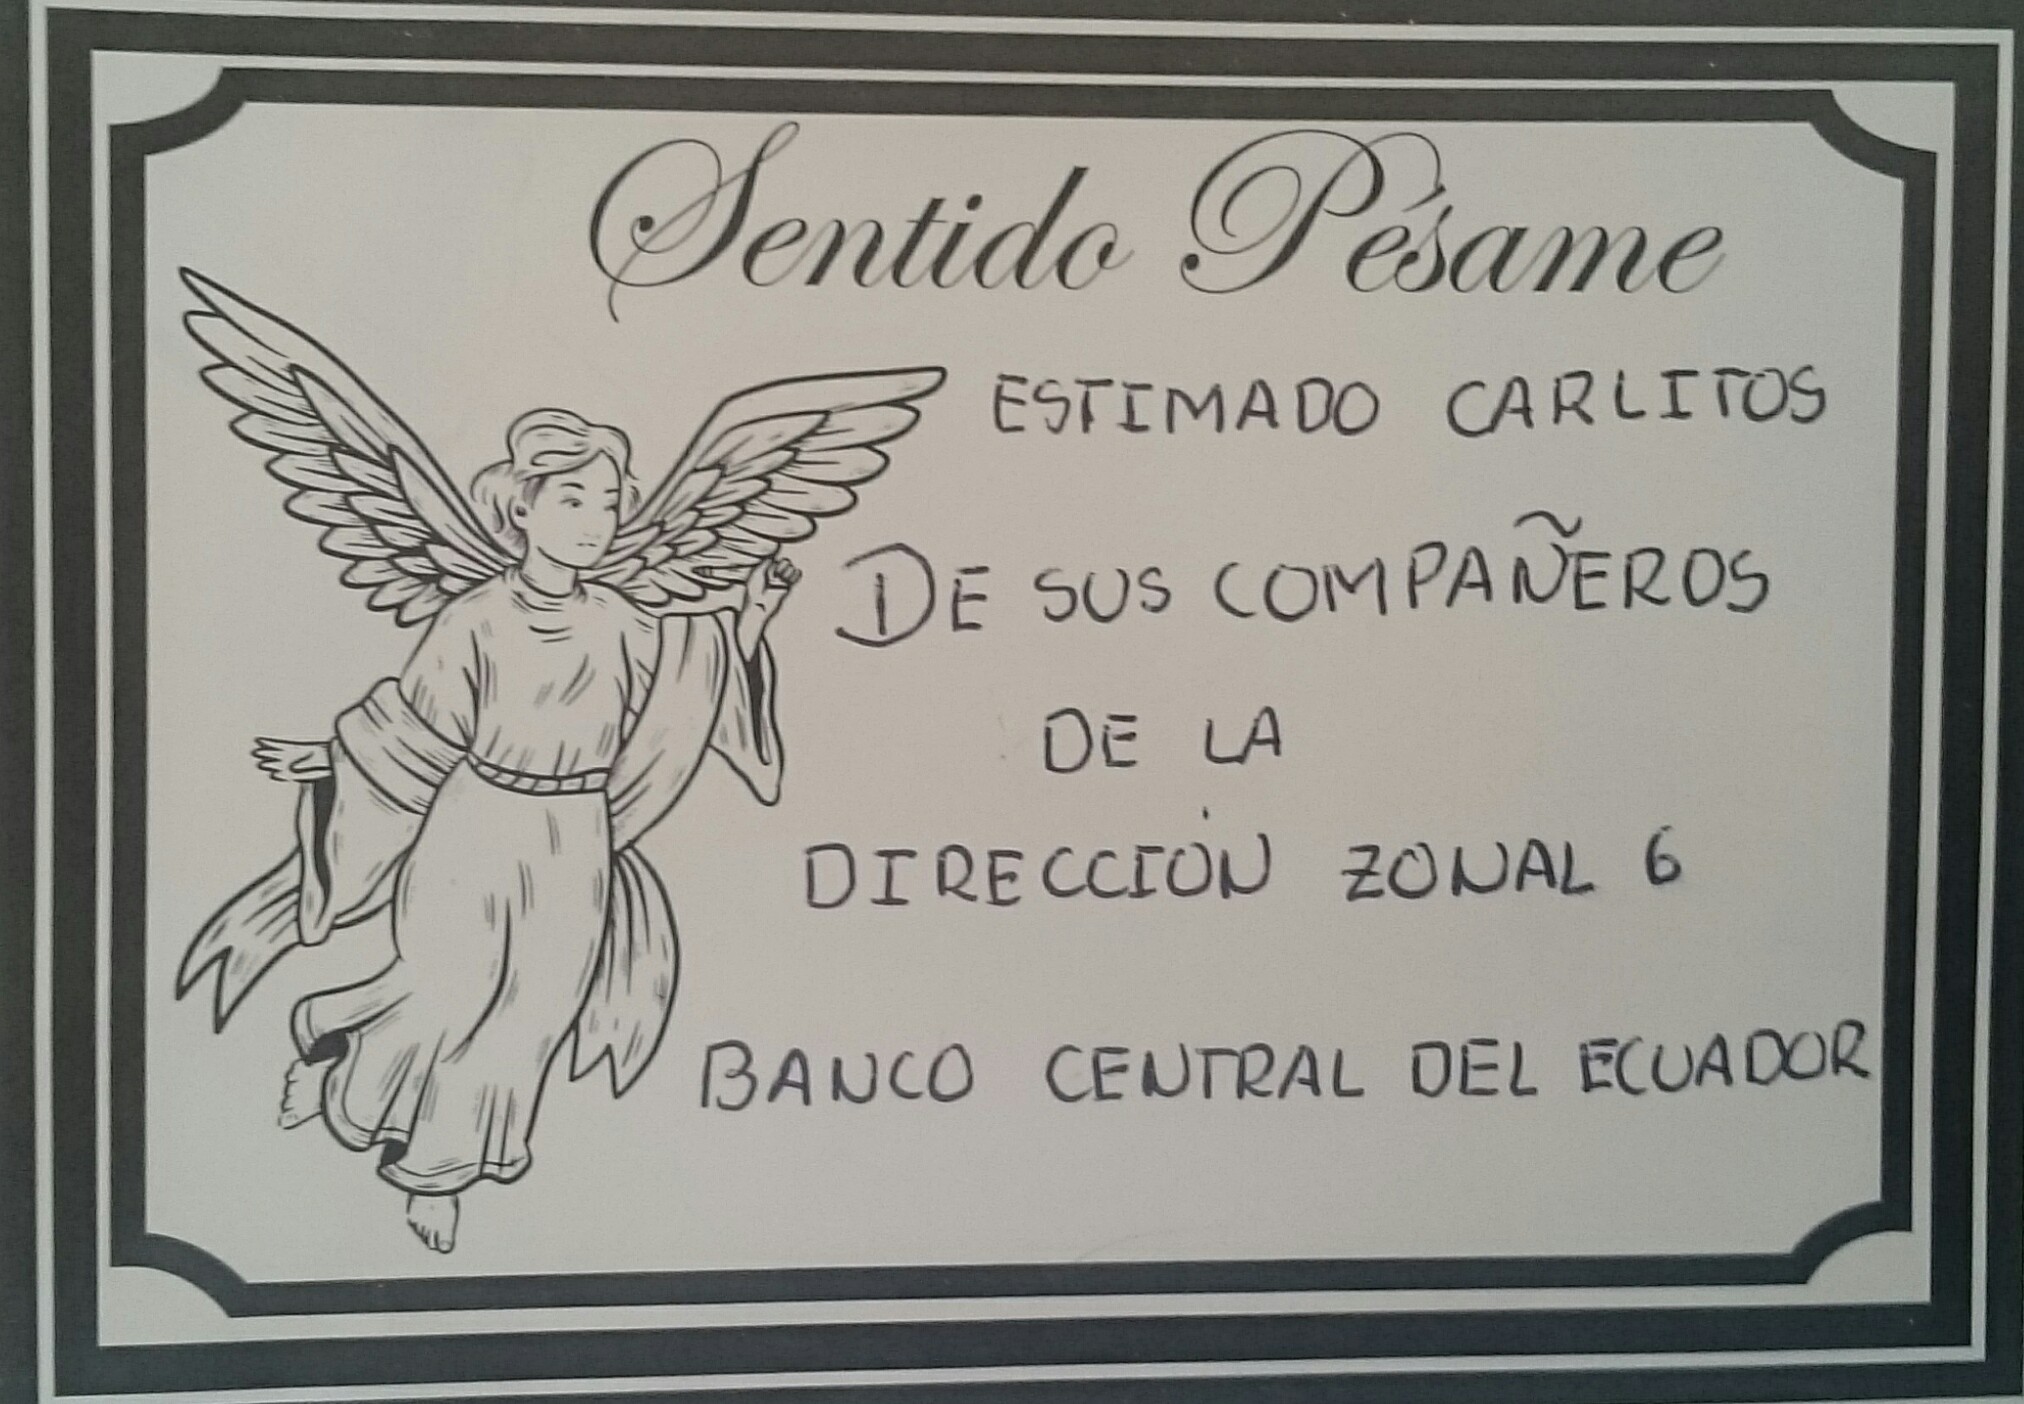 Sentido Pésame
ESTIMADO CARLITOS
DE SUS COMPAÑEROS
DE LA
DIRECCIÓN ZONAL 6
BANCO CENTRAL DEL ECUADOR